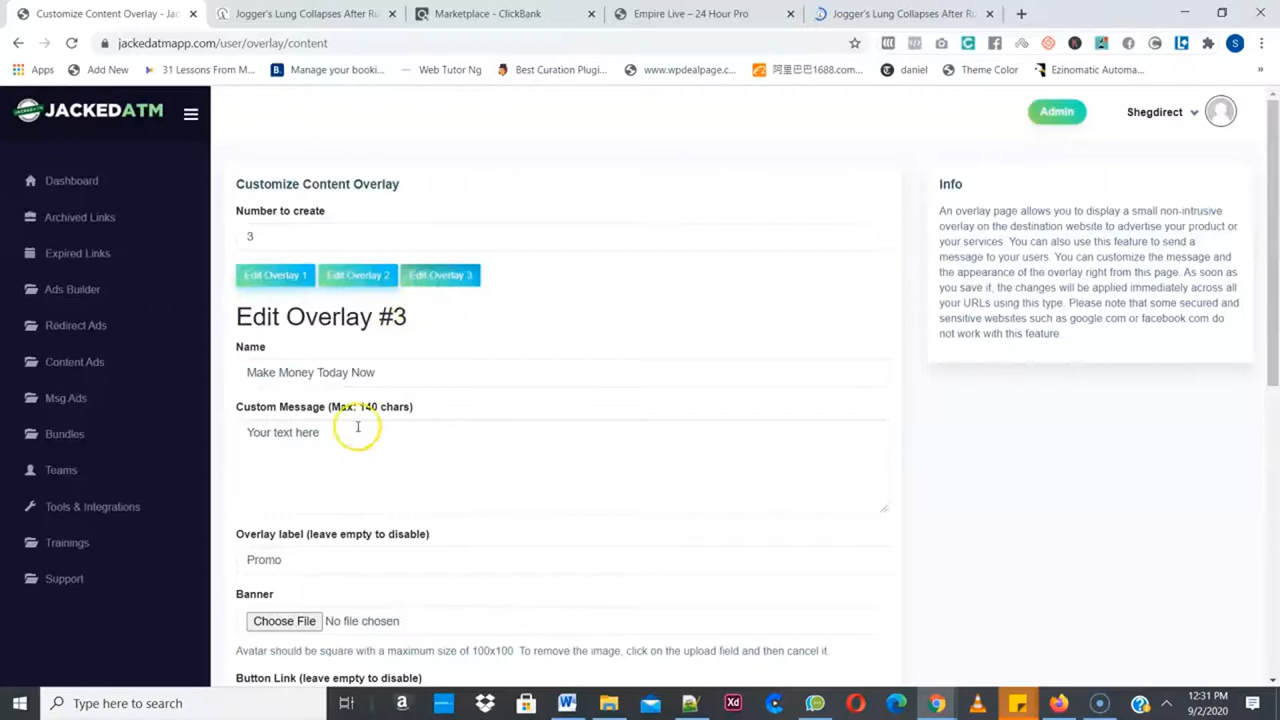 Customize Content Overlay - Jac
Jogger's Lung Collapses After Ru
Marketplace - ClickBank
Empire Live – 24 Hour Pro
Jogger's Lung Collapses After Ru
jackedatmapp.com/user/overlay/content
Apps
Add New
31 Lessons From M...
Manage your booki...
Web Tutor Ng
Best Curation Plugi...
www.wpdealpage.c...
阿里巴巴1688.com...
daniel
Theme Color
Ezinomatic Automa...
JACKEDATM
Admin
Shegdirect
Dashboard
Archived Links
Expired Links
Ads Builder
Redirect Ads
Content Ads
Msg Ads
Bundles
Teams
Tools & Integrations
Trainings
Support
Customize Content Overlay
Number to create
3
Edit Overlay 1
Edit Overlay 2
Edit Overlay 3
Edit Overlay #3
Name
Make Money Today Now
Custom Message (Max: 140 chars)
Your text here
Overlay label (leave empty to disable)
Promo
Banner
Choose File No file chosen
Avatar should be square with a maximum size of 100x100 To remove the image, click on the upload field and then cancel it.
Button Link (leave empty to disable)
Info
An overlay page allows you to display a small non-intrusive
overlay on the destination website to advertise your product or
your services. You can also use this feature to send a
message to your users. You can customize the message and
the appearance of the overlay right from this page. As soon as
you save it, the changes will be applied immediately across all
your URLs using this type. Please note that some secured and
sensitive websites such as google.com or facebook.com do
not work with this feature.
Type here to search
12:31 PM
9/2/2020